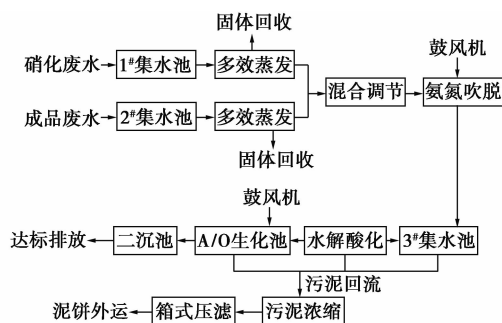 固体回收
鼓风机
硝化废水
1#集水池
多效蒸发
混合调节
氨氮吹脱
成品废水
2#集水池
多效蒸发
固体回收
鼓风机
达标排放
二沉池
A/O生化池
水解酸化
3#集水池
污泥回流
泥饼外运
箱式压滤
污泥浓缩